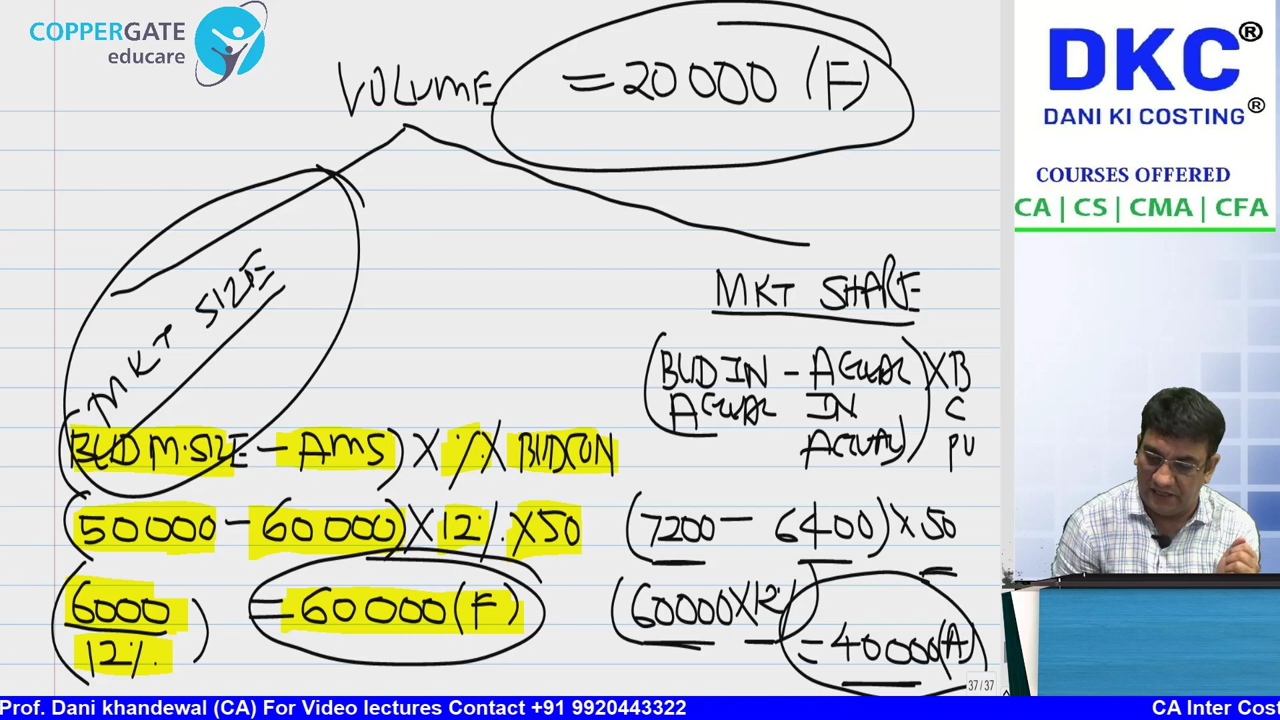 COPPERGATE
educare
VOLUME = 20000 (F)
MKT SIZE
MKT SHARE
(BUD IN - ACTUAL) X B
ACTUAL IN C
ACTUAL) PU
(BUD M.SIZE - AMS) X % X BUDCON
(50000 - 60000) X 12% X 50
(7200 - 6400) X 50
(6000
12%)
= 60000 (F)
(60000 X 12%)
= 40000 (A)
37/37
DKC®
DANI KI COSTING®
COURSES OFFERED
CA | CS | CMA | CFA
Prof. Dani khandewal (CA) For Video lectures Contact +91 9920443322
CA Inter Cost